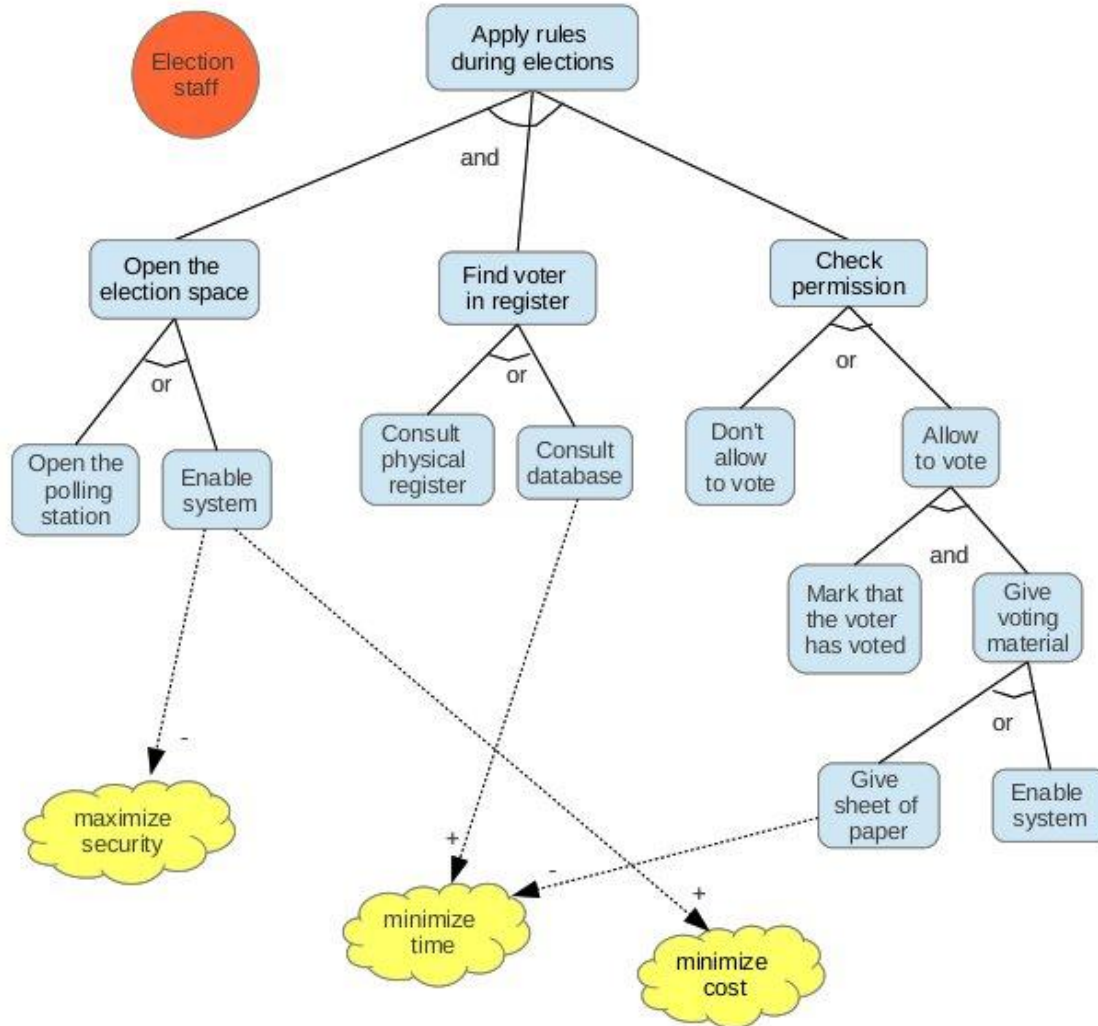 Election
staff
Apply rules
during elections
and
Open the
election space
Find voter
in register
Check
permission
or
or
or
Open the
polling
station
Enable
system
Consult
physical
register
Consult
database
Don't
allow
to vote
Allow
to vote
and
Mark that
the voter
has voted
Give
voting
material
or
-
Give
sheet of
paper
Enable
system
maximize
security
+
-
+
minimize
time
minimize
cost